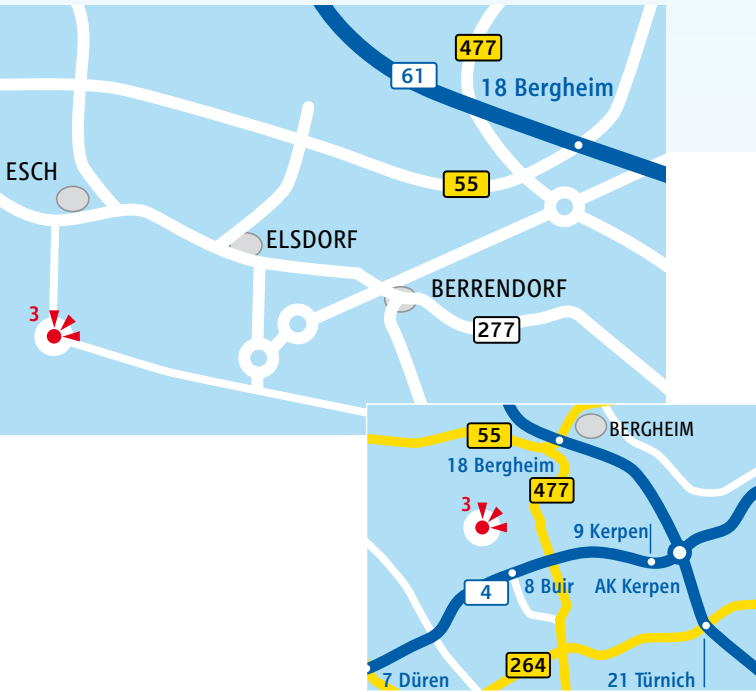 477
61
18 Bergheim
ESCH
55
ELSDORF
BERRENDORF
3
277
55
BERGHEIM
18 Bergheim
477
3
9 Kerpen
4
8 Buir
AK Kerpen
264
7 Düren
21 Türnich